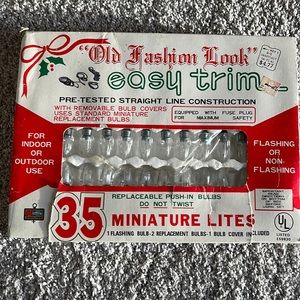 "Old Fashion Look"
easy trim
PRE-TESTED STRAIGHT LINE CONSTRUCTION
WITH REMOVABLE BULB COVERS
USES STANDARD MINIATURE
REPLACEMENT BULBS
EQUIPPED WITH FUSE PLUG
FOR MAXIMUM SAFETY
FOR
INDOOR
OR
OUTDOOR
USE
FLASHING
OR
NON-
FLASHING
REPLACEABLE PUSH-IN BULBS
DO NOT TWIST
35 MINIATURE LITES
1 FLASHING BULB-2 REPLACEMENT BULBS-1 BULB COVER INCLUDED
UL
LISTED